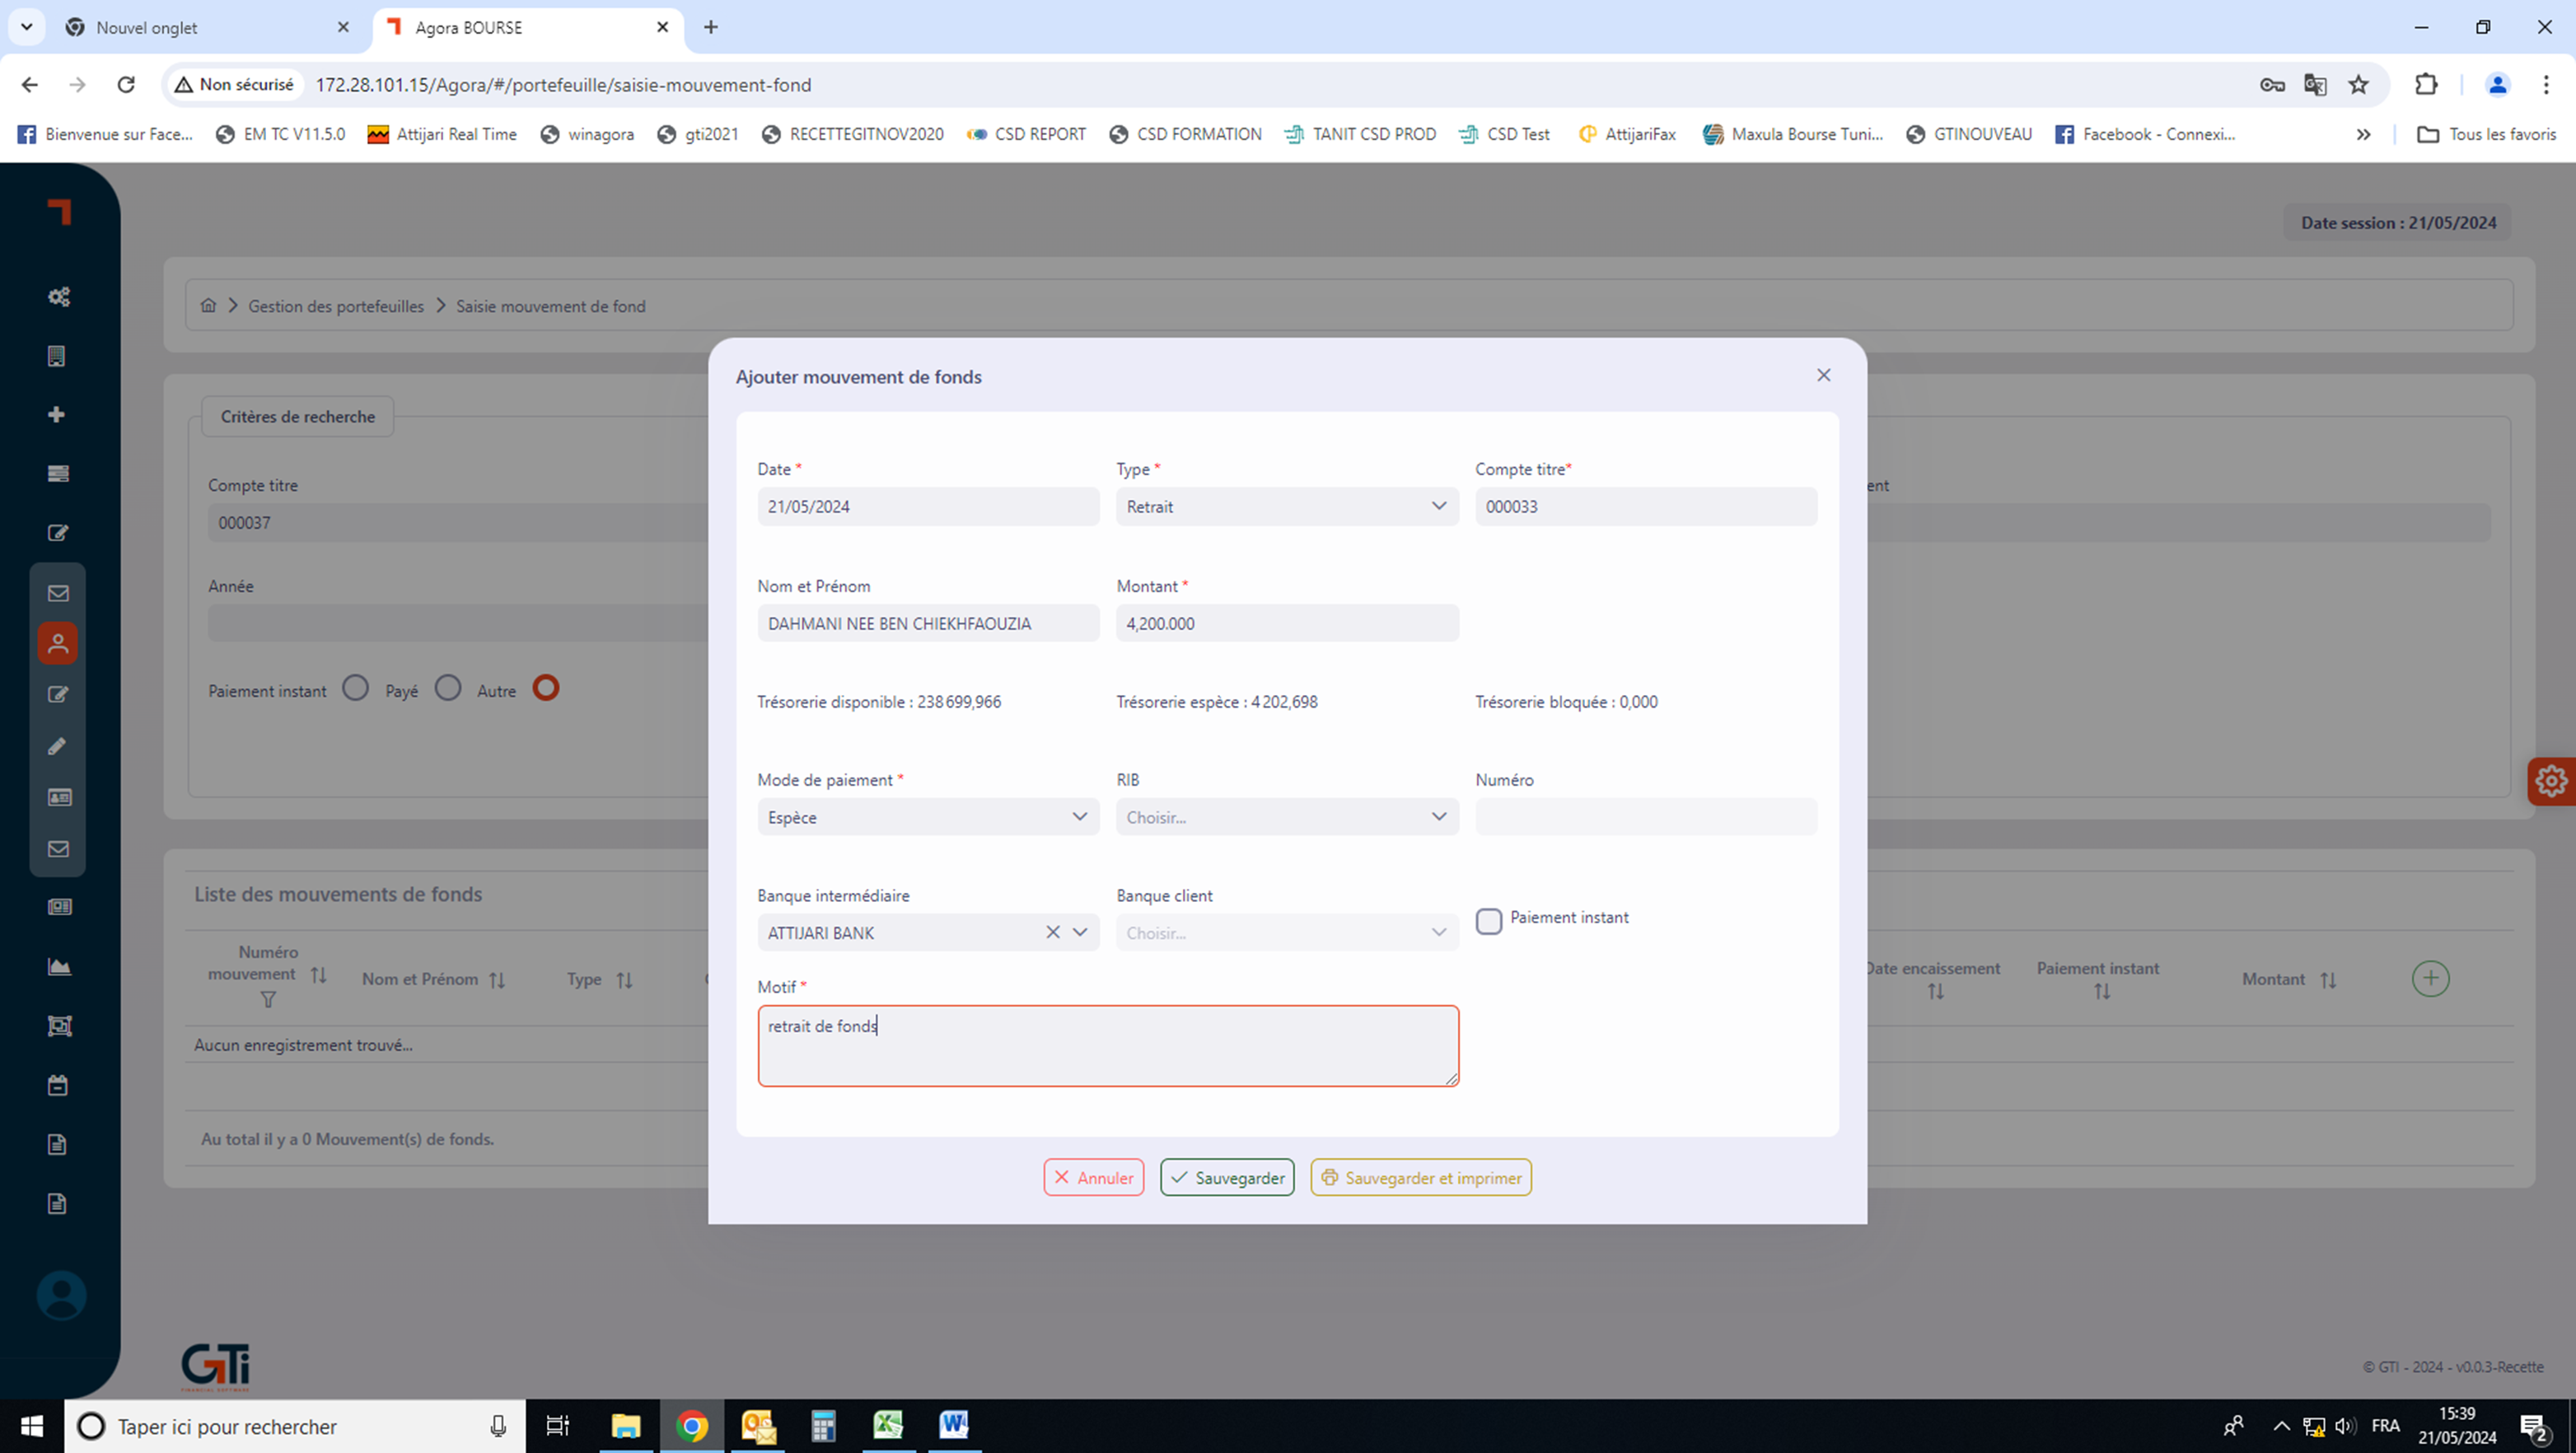 Nouvel onglet
Agora BOURSE
Non sécurisé
172.28.101.15/Agora/#/portefeuille/saisie-mouvement-fond
Bienvenue sur Face... EM TC V11.5.0 Attijari Real Time winagora gti2021 RECETTEGITNOV2020 CSD REPORT CSD FORMATION TANIT CSD PROD CSD Test AttijariFax Maxula Bourse Tuni... GTINOUVEAU Facebook - Connexi... » Tous les favoris
Date session : 21/05/2024
Gestion des portefeuilles > Saisie mouvement de fond
Critères de recherche
Compte titre
000037
Année
Paiement instant Payé Autre
ent
Ajouter mouvement de fonds
Date * Type * Compte titre*
21/05/2024 Retrait 000033
Nom et Prénom Montant *
DAHMANI NEE BEN CHIEKHFAOUZIA 4,200.000
Trésorerie disponible : 238 699,966 Trésorerie espèce : 4 202,698 Trésorerie bloquée : 0,000
Mode de paiement * RIB Numéro
Espèce Choisir...
Banque intermédiaire Banque client
ATTIJARI BANK Choisir... Paiement instant
Motif *
retrait de fonds
Annuler Sauvegarder Sauvegarder et imprimer
Liste des mouvements de fonds
Numéro mouvement Nom et Prénom Type Date encaissement Paiement instant Montant
Aucun enregistrement trouvé...
Au total il y a 0 Mouvement(s) de fonds.
GTi
FINANCIAL SOFTWARE
© GTI - 2024 - v0.0.3-Recette
Taper ici pour rechercher
FRA
15:39
21/05/2024
2